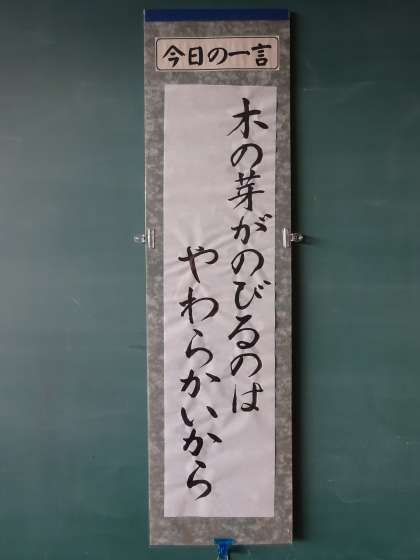 今日の一言
木の芽がのびるのは
やわらかいから